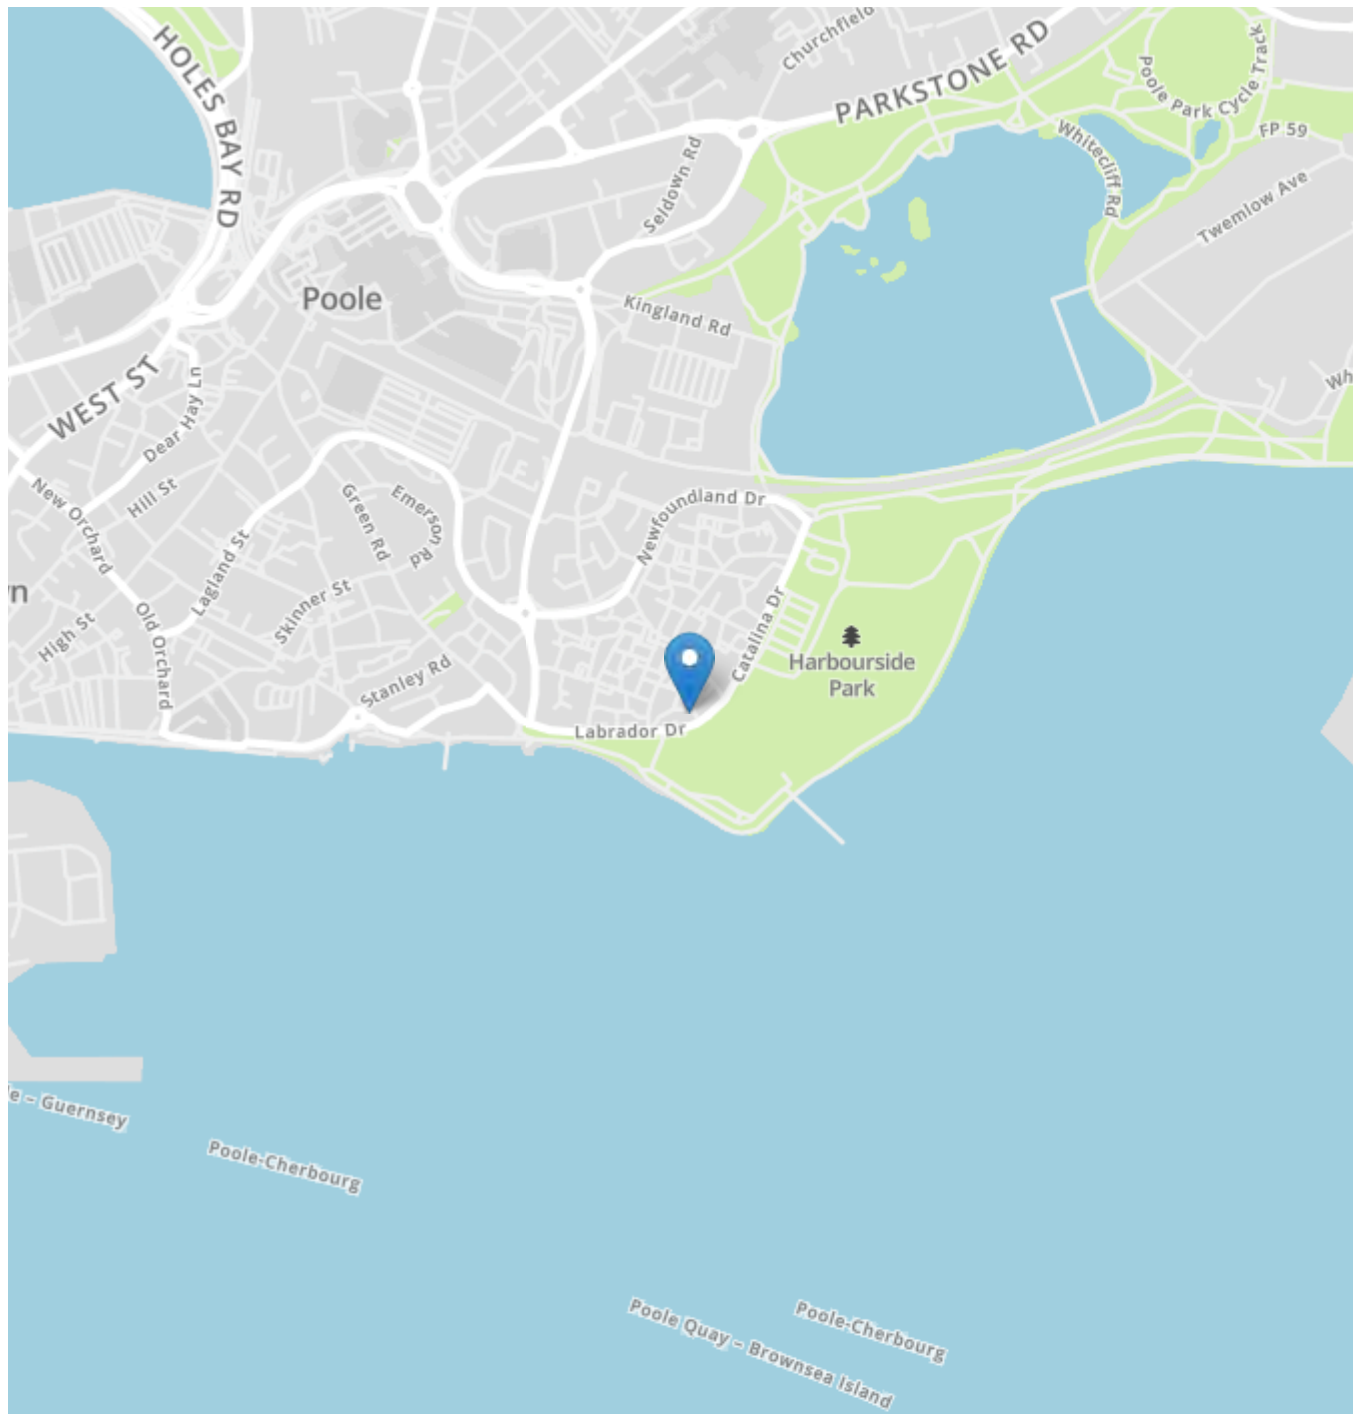 Churchfield
HOLES BAY RD
PARKSTONE RD
Poole Park Cycle Track
FP 59
Whitecliff Rd
Seldown Rd
Twemlow Ave
Poole
Kingland Rd
WEST ST
Dear Hay Ln
Wh
Hill St
New Orchard
Green Rd
Emerson Rd
Newfoundland Dr
Lagland St
Skinner St
Old Orchard
High St
Catalina Dr
Stanley Rd
Harbourside
Park
Labrador Dr
le – Guernsey
Poole-Cherbourg
Poole Quay – Brownsea Island
Poole-Cherbourg